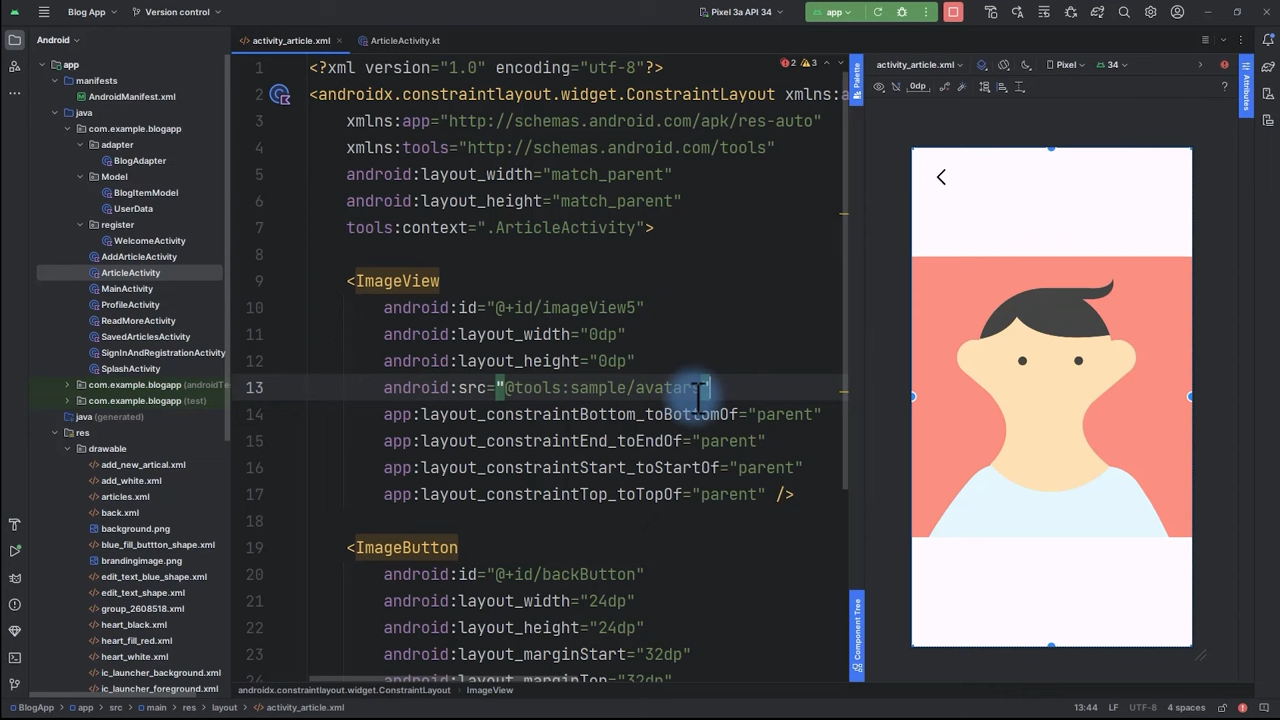 Blog App
Version control
Pixel 3a API 34
app
Android
activity_article.xml
ArticleActivity.kt
app
manifests
AndroidManifest.xml
java
com.example.blogapp
adapter
BlogAdapter
Model
BlogItemModel
UserData
register
WelcomeActivity
AddArticleActivity
ArticleActivity
MainActivity
ProfileActivity
ReadMoreActivity
SavedArticlesActivity
SignInAndRegistrationActivity
SplashActivity
com.example.blogapp (androidTe
com.example.blogapp (test)
java (generated)
res
drawable
add_new_artical.xml
add_white.xml
articles.xml
back.xml
background.png
blue_fill_buttton_shape.xml
brandingimage.png
edit_text_blue_shape.xml
edit_text_shape.xml
group_2608518.xml
heart_black.xml
heart_fill_red.xml
heart_white.xml
ic_launcher_background.xml
ic_launcher_foreground.xml
2 3
1 <?xml version="1.0" encoding="utf-8"?>
2 <androidx.constraintlayout.widget.ConstraintLayout xmlns:a
3 xmlns:app="http://schemas.android.com/apk/res-auto"
4 xmlns:tools="http://schemas.android.com/tools"
5 android:layout_width="match_parent"
6 android:layout_height="match_parent"
7 tools:context=".ArticleActivity">
8
9 <ImageView
10 android:id="@+id/imageView5"
11 android:layout_width="0dp"
12 android:layout_height="0dp"
13 android:src="@tools:sample/avatars"
14 app:layout_constraintBottom_toBottomOf="parent"
15 app:layout_constraintEnd_toEndOf="parent"
16 app:layout_constraintStart_toStartOf="parent"
17 app:layout_constraintTop_toTopOf="parent" />
18
19 <ImageButton
20 android:id="@+id/backButton"
21 android:layout_width="24dp"
22 android:layout_height="24dp"
23 android:layout_marginStart="32dp"
24 android:layout_marginTop="32dp"
androidx.constraintlayout.widget.ConstraintLayout
ImageView
Palette
Component Tree
activity_article.xml
Pixel
34
0dp
?
Attributes
BlogApp
app
src
main
res
layout
activity_article.xml
13:44
LF
UTF-8
4 spaces